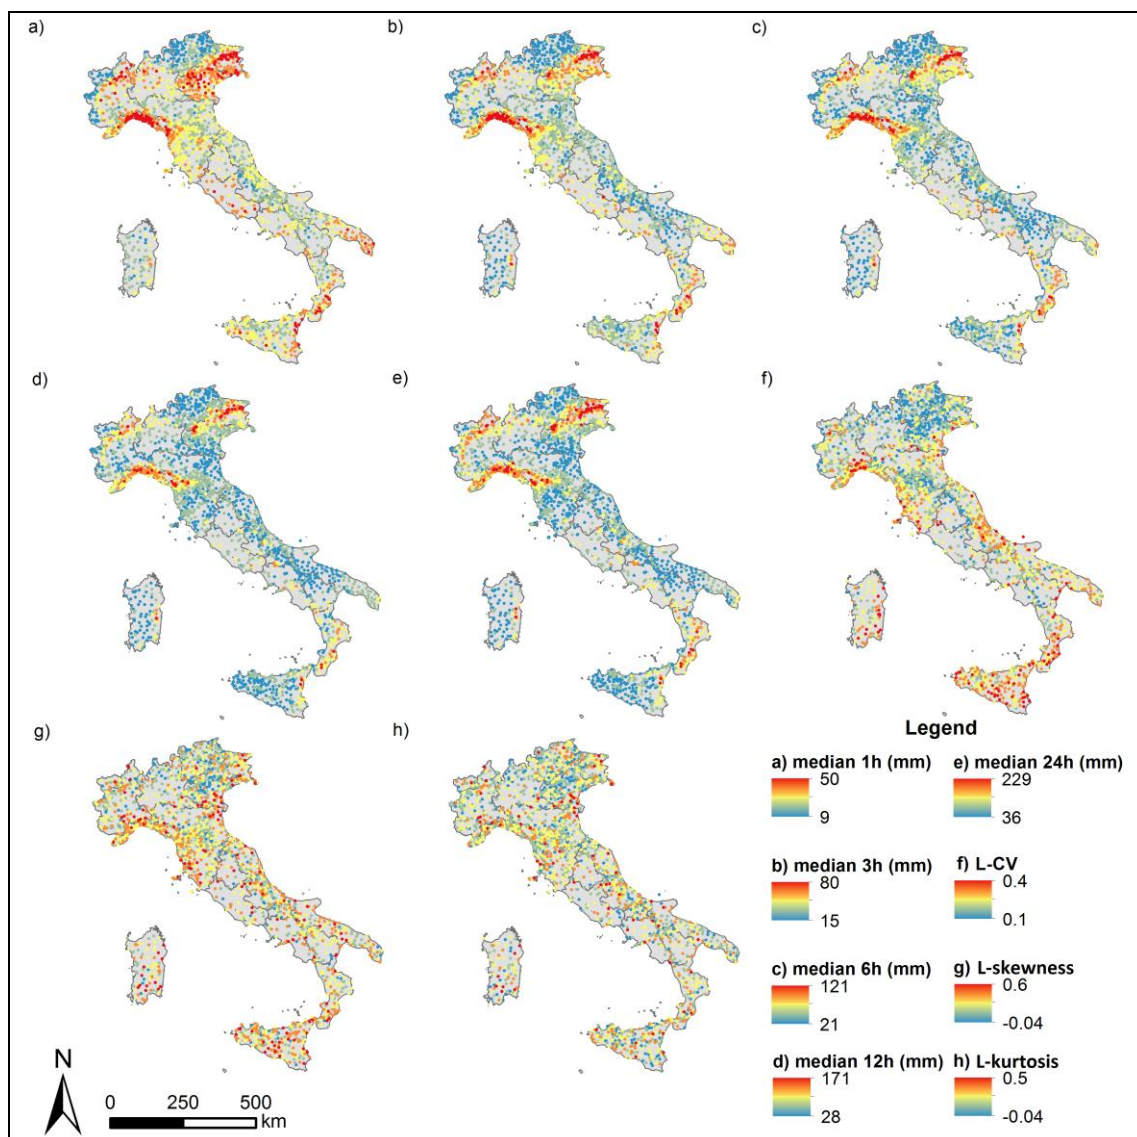 a)
b)
c)
d)
e)
f)
g)
h)
Legend
a) median 1h (mm)
50
9
e) median 24h (mm)
229
36
b) median 3h (mm)
80
15
f) L-CV
0.4
0.1
c) median 6h (mm)
121
21
g) L-skewness
0.6
-0.04
d) median 12h (mm)
171
28
h) L-kurtosis
0.5
-0.04
N
0 250 500
km